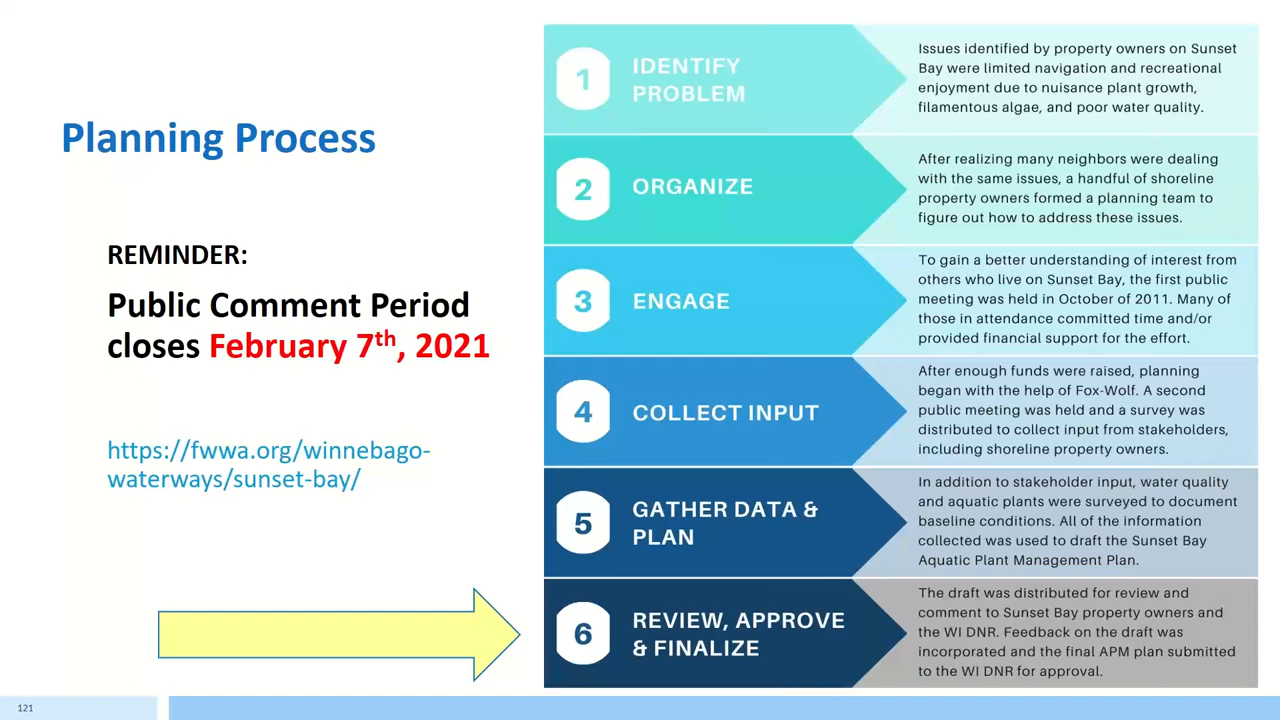 Planning Process
REMINDER:
Public Comment Period
closes February 7th, 2021
https://fwwa.org/winnebago-
waterways/sunset-bay/
1
IDENTIFY
PROBLEM
Issues identified by property owners on Sunset
Bay were limited navigation and recreational
enjoyment due to nuisance plant growth,
filamentous algae, and poor water quality.
2
ORGANIZE
After realizing many neighbors were dealing
with the same issues, a handful of shoreline
property owners formed a planning team to
figure out how to address these issues.
3
ENGAGE
To gain a better understanding of interest from
others who live on Sunset Bay, the first public
meeting was held in October of 2011. Many of
those in attendance committed time and/or
provided financial support for the effort.
4
COLLECT INPUT
After enough funds were raised, planning
began with the help of Fox-Wolf. A second
public meeting was held and a survey was
distributed to collect input from stakeholders,
including shoreline property owners.
5
GATHER DATA &
PLAN
In addition to stakeholder input, water quality
and aquatic plants were surveyed to document
baseline conditions. All of the information
collected was used to draft the Sunset Bay
Aquatic Plant Management Plan.
6
REVIEW, APPROVE
& FINALIZE
The draft was distributed for review and
comment to Sunset Bay property owners and
the WI DNR. Feedback on the draft was
incorporated and the final APM plan submitted
to the WI DNR for approval.
121